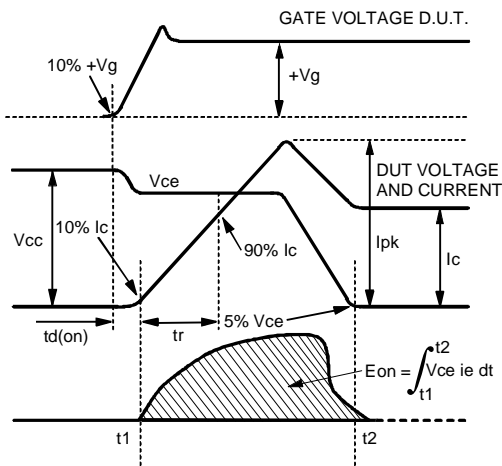 GATE VOLTAGE D.U.T.
10% +Vg
+Vg
Vce
DUT VOLTAGE
AND CURRENT
Vcc
10% Ic
90% Ic
Ipk
Ic
td(on)
tr
5% Vce
Eon = ∫ Vce ie dt
t2
t1
t1
t2